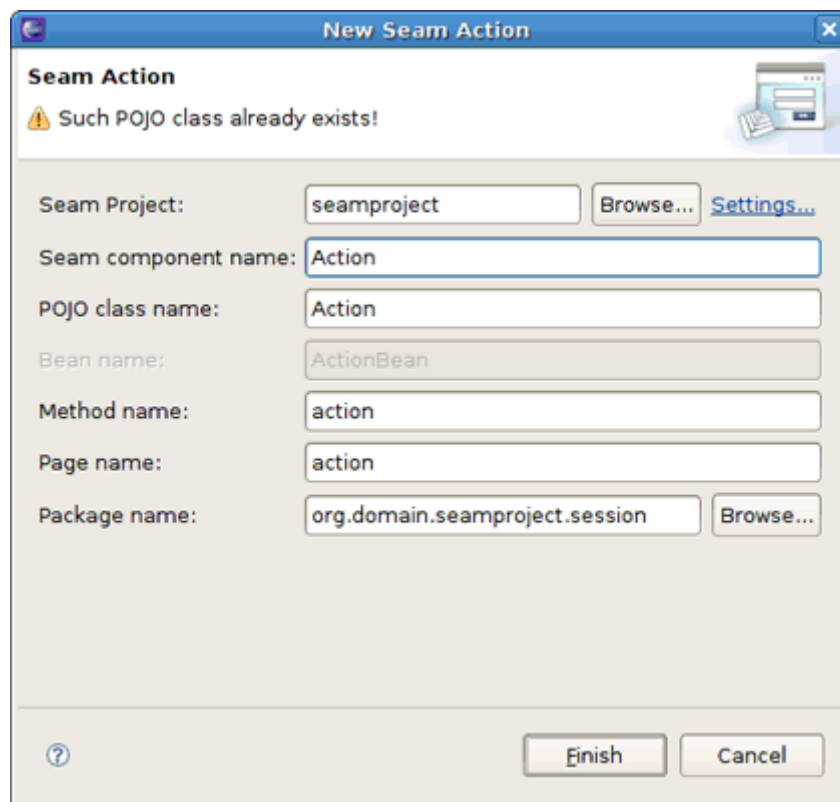 New Seam Action
Seam Action
Such POJO class already exists!
Seam Project: seamproject Browse... Settings...
Seam component name: Action
POJO class name: Action
Bean name: ActionBean
Method name: action
Page name: action
Package name: org.domain.seamproject.session Browse...
? Finish Cancel